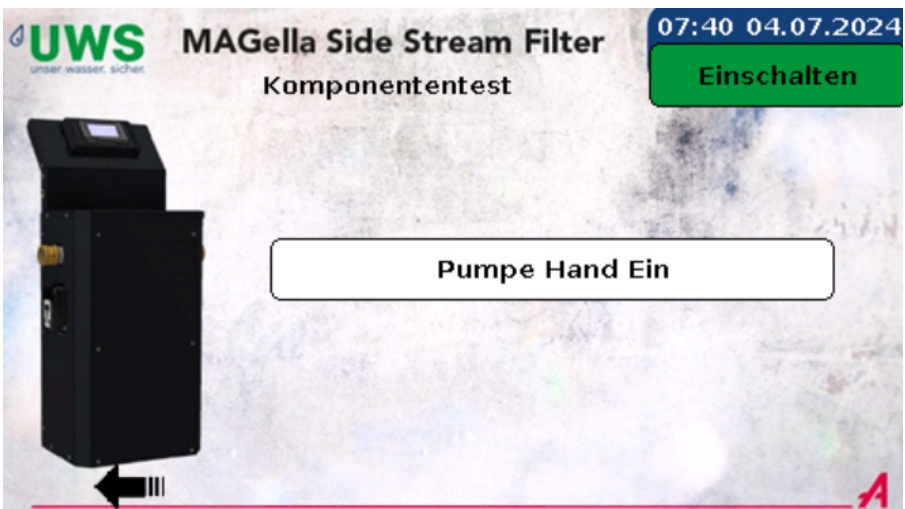 UWS
unser wasser. sicher.
MAGella Side Stream Filter
Komponententest
07:40 04.07.2024
Einschalten
Pumpe Hand Ein